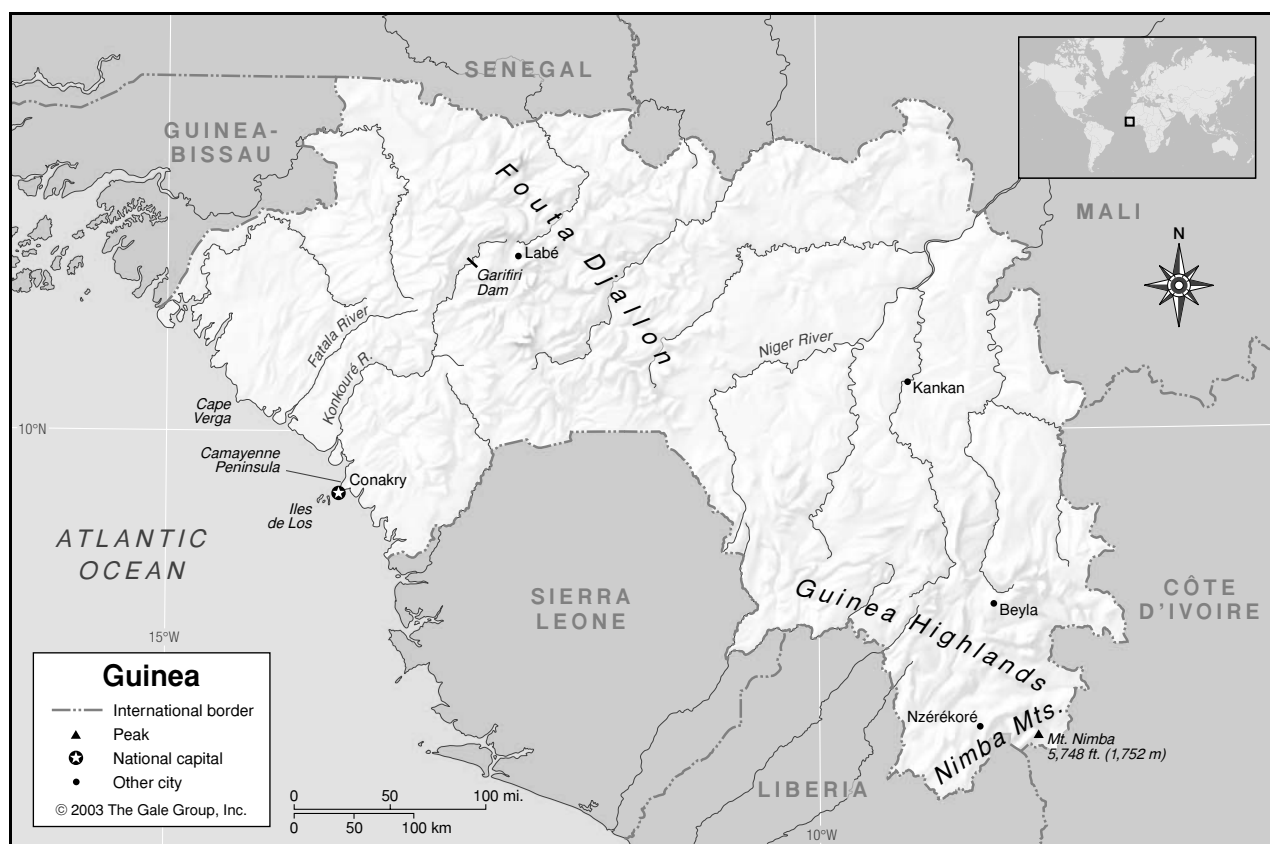 SENEGAL
GUINEA-
BISSAU
MALI
N
Fouta Djallon
Labé
Garifiri
Dam
Fatala River
Konkouré R.
Niger River
Kankan
Cape
Verga
10°N
Camayenne
Peninsula
Conakry
Iles
de Los
ATLANTIC
OCEAN
SIERRA
LEONE
CÔTE
D'IVOIRE
Guinea Highlands
Beyla
15°W
Nzérékoré
Nimba Mts.
Mt. Nimba
5,748 ft. (1,752 m)
LIBERIA
10°W
Guinea
International border
Peak
National capital
Other city
© 2003 The Gale Group, Inc.
0 50 100 mi.
0 50 100 km